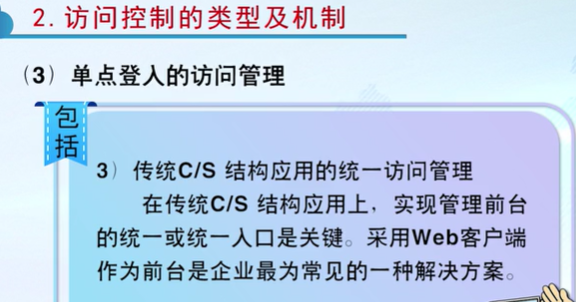 2.访问控制的类型及机制
（3）单点登入的访问管理
包括
3）传统C/S 结构应用的统一访问管理
在传统C/S 结构应用上，实现管理前台
的统一或统一入口是关键。采用Web客户端
作为前台是企业最为常见的一种解决方案。